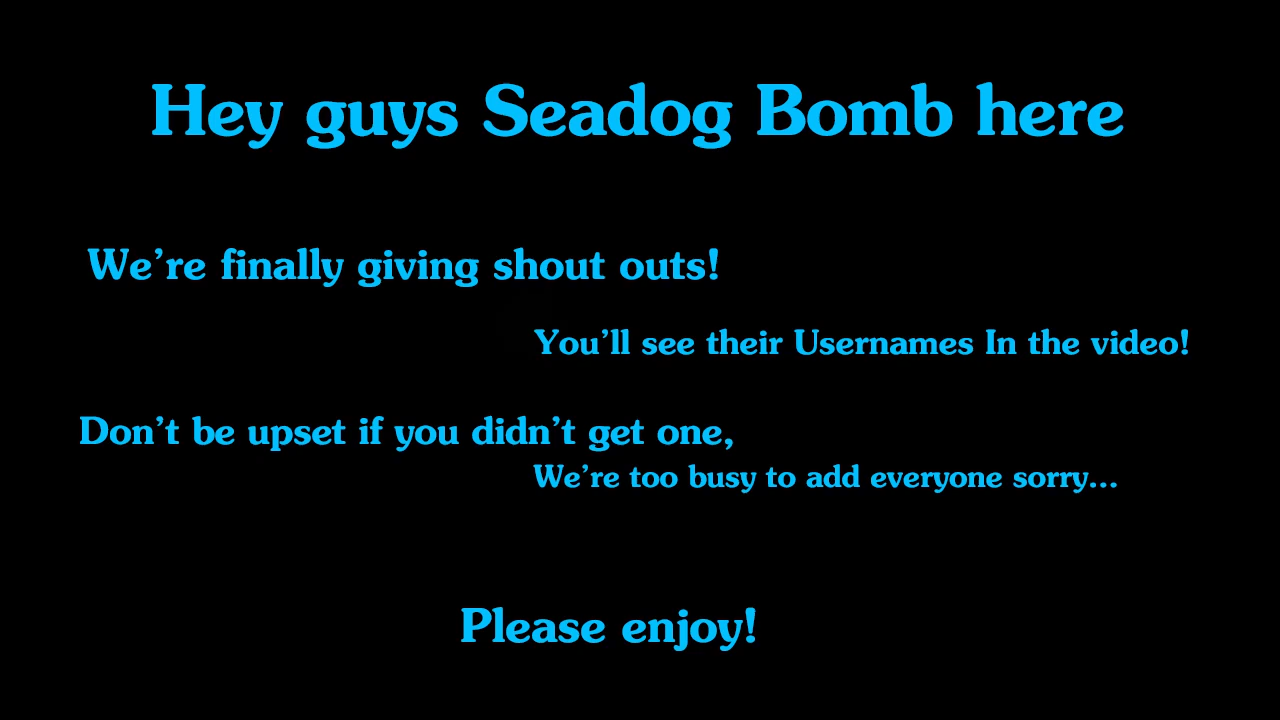 Hey guys Seadog Bomb here
We’re finally giving shout outs!
You’ll see their Usernames In the video!
Don’t be upset if you didn’t get one,
We’re too busy to add everyone sorry...
Please enjoy!